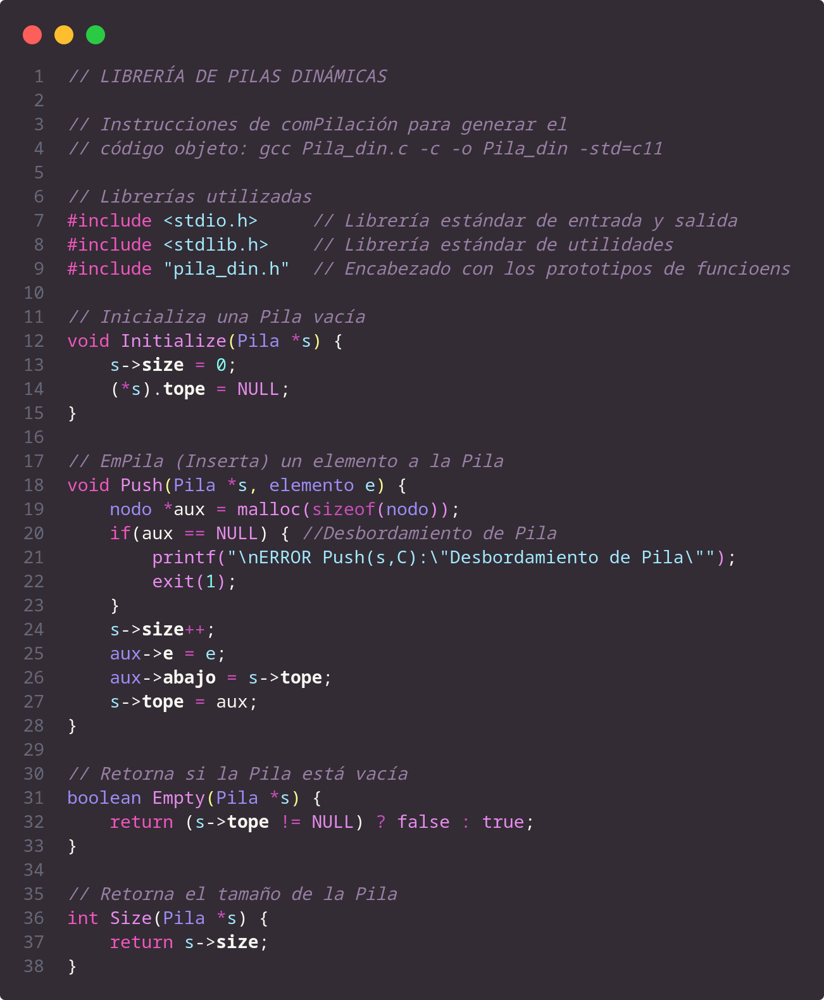 1 // LIBRERÍA DE PILAS DINÁMICAS
2
3 // Instrucciones de comPilación para generar el
4 // código objeto: gcc Pila_din.c -c -o Pila_din -std=c11
5
6 // Librerías utilizadas
7 #include <stdio.h>     // Librería estándar de entrada y salida
8 #include <stdlib.h>    // Librería estándar de utilidades
9 #include "pila_din.h"  // Encabezado con los prototipos de funcioens
10
11 // Inicializa una Pila vacía
12 void Initialize(Pila *s) {
13     s->size = 0;
14     (*s).tope = NULL;
15 }
16
17 // EmPila (Inserta) un elemento a la Pila
18 void Push(Pila *s, elemento e) {
19     nodo *aux = malloc(sizeof(nodo));
20     if(aux == NULL) { //Desbordamiento de Pila
21         printf("\nERROR Push(s,C):\"Desbordamiento de Pila\"");
22         exit(1);
23     }
24     s->size++;
25     aux->e = e;
26     aux->abajo = s->tope;
27     s->tope = aux;
28 }
29
30 // Retorna si la Pila está vacía
31 boolean Empty(Pila *s) {
32     return (s->tope != NULL) ? false : true;
33 }
34
35 // Retorna el tamaño de la Pila
36 int Size(Pila *s) {
37     return s->size;
38 }